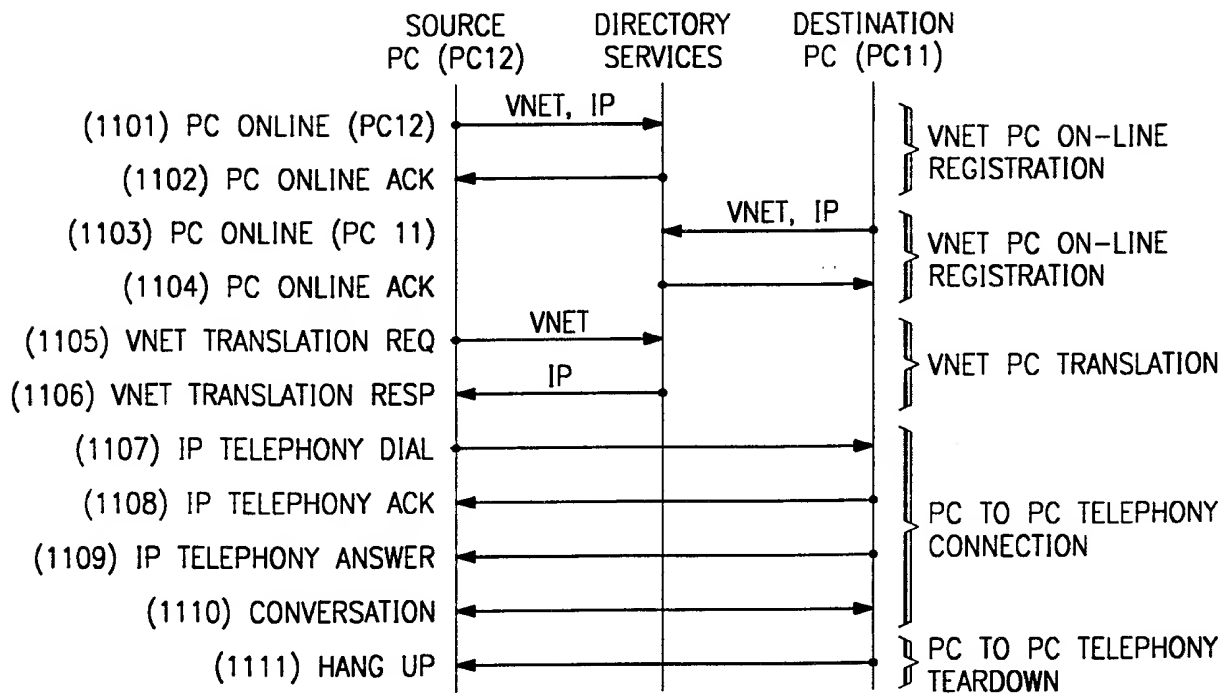 SOURCE
PC (PC12)
DIRECTORY
SERVICES
DESTINATION
PC (PC11)
(1101) PC ONLINE (PC12)
VNET, IP
VNET PC ON-LINE
REGISTRATION
(1102) PC ONLINE ACK
(1103) PC ONLINE (PC 11)
VNET, IP
VNET PC ON-LINE
REGISTRATION
(1104) PC ONLINE ACK
(1105) VNET TRANSLATION REQ
VNET
VNET PC TRANSLATION
(1106) VNET TRANSLATION RESP
IP
(1107) IP TELEPHONY DIAL
(1108) IP TELEPHONY ACK
PC TO PC TELEPHONY
CONNECTION
(1109) IP TELEPHONY ANSWER
(1110) CONVERSATION
(1111) HANG UP
PC TO PC TELEPHONY
TEARDOWN